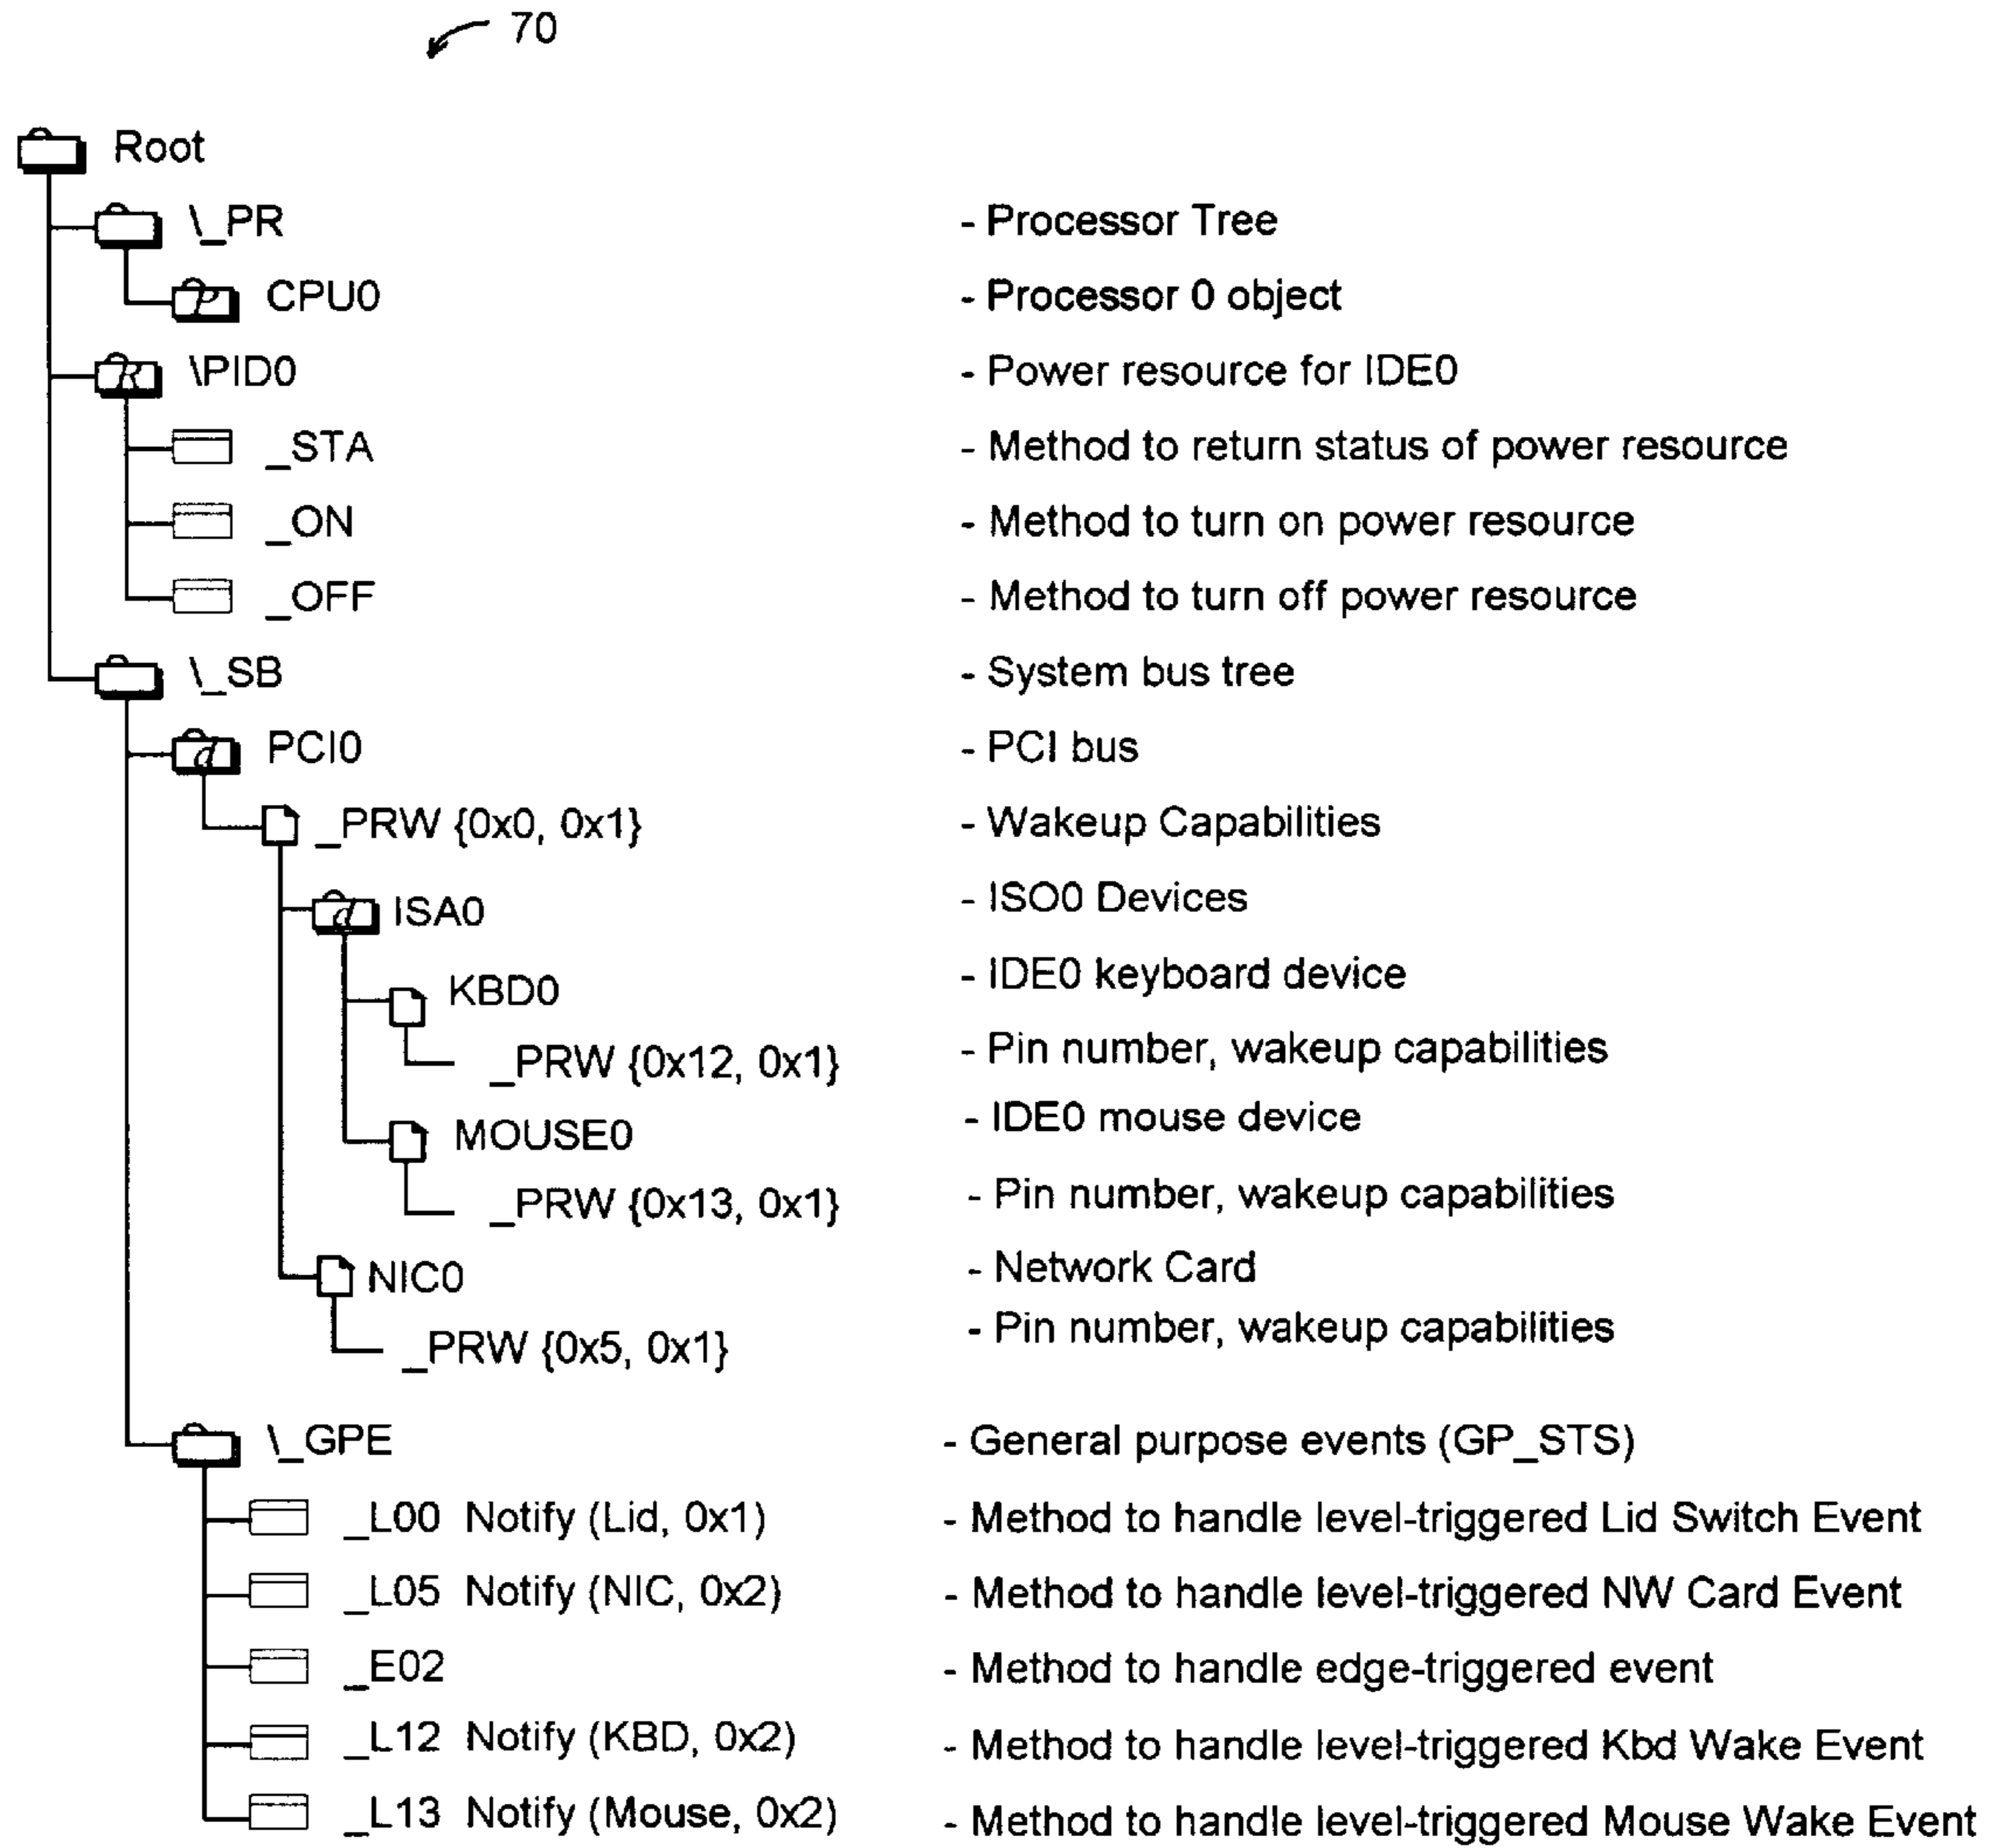 70
Root
\_PR - Processor Tree
CPU0 - Processor 0 object
\PID0 - Power resource for IDE0
_STA - Method to return status of power resource
_ON - Method to turn on power resource
_OFF - Method to turn off power resource
\_SB - System bus tree
PCI0 - PCI bus
_PRW {0x0, 0x1} - Wakeup Capabilities
ISA0 - ISO0 Devices
KBD0 - IDE0 keyboard device
_PRW {0x12, 0x1} - Pin number, wakeup capabilities
MOUSE0 - IDE0 mouse device
_PRW {0x13, 0x1} - Pin number, wakeup capabilities
NIC0 - Network Card
_PRW {0x5, 0x1} - Pin number, wakeup capabilities
\_GPE - General purpose events (GP_STS)
_L00 Notify (Lid, 0x1) - Method to handle level-triggered Lid Switch Event
_L05 Notify (NIC, 0x2) - Method to handle level-triggered NW Card Event
_E02 - Method to handle edge-triggered event
_L12 Notify (KBD, 0x2) - Method to handle level-triggered Kbd Wake Event
_L13 Notify (Mouse, 0x2) - Method to handle level-triggered Mouse Wake Event